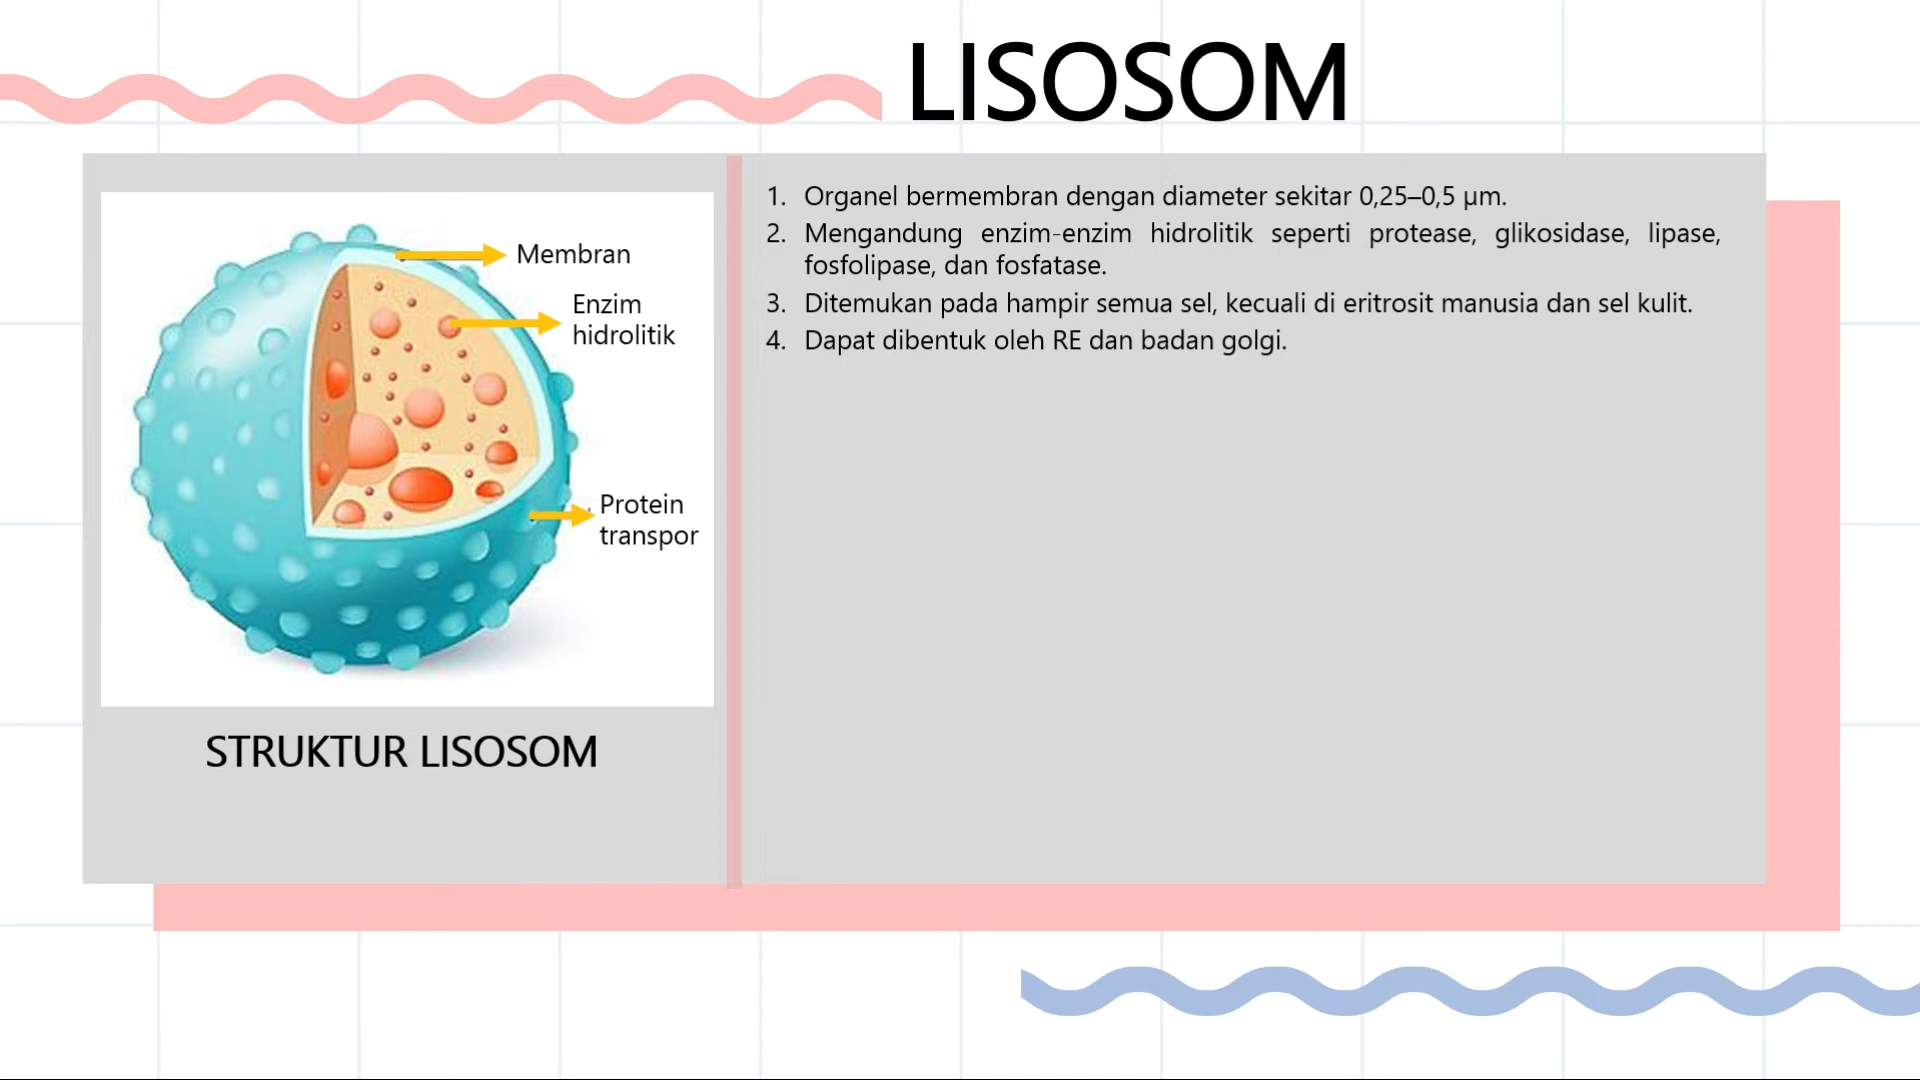 LISOSOM
Membran
Enzim
hidrolitik
Protein
transpor
STRUKTUR LISOSOM
1. Organel bermembran dengan diameter sekitar 0,25–0,5 µm.
2. Mengandung enzim-enzim hidrolitik seperti protease, glikosidase, lipase,
fosfolipase, dan fosfatase.
3. Ditemukan pada hampir semua sel, kecuali di eritrosit manusia dan sel kulit.
4. Dapat dibentuk oleh RE dan badan golgi.